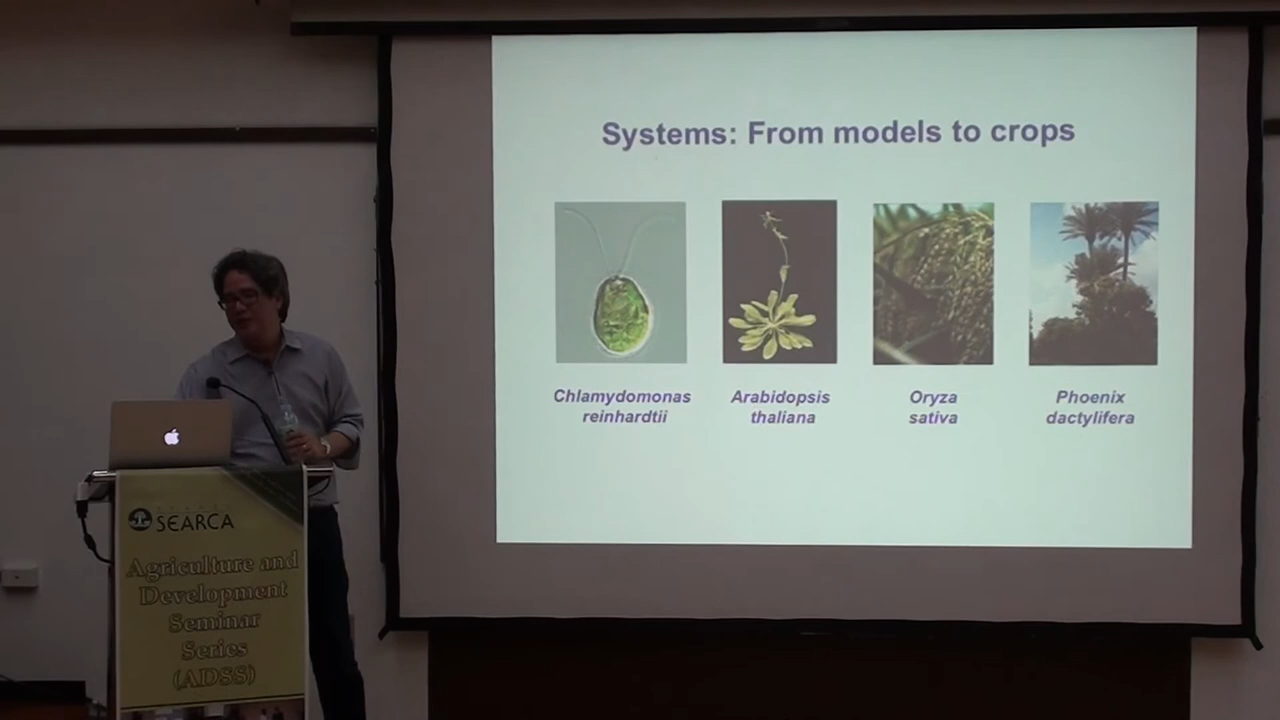 Systems: From models to crops
Chlamydomonas
reinhardtii
Arabidopsis
thaliana
Oryza
sativa
Phoenix
dactylifera
SEARCA
Agriculture and
Development
Seminar
Series
(ADSS)